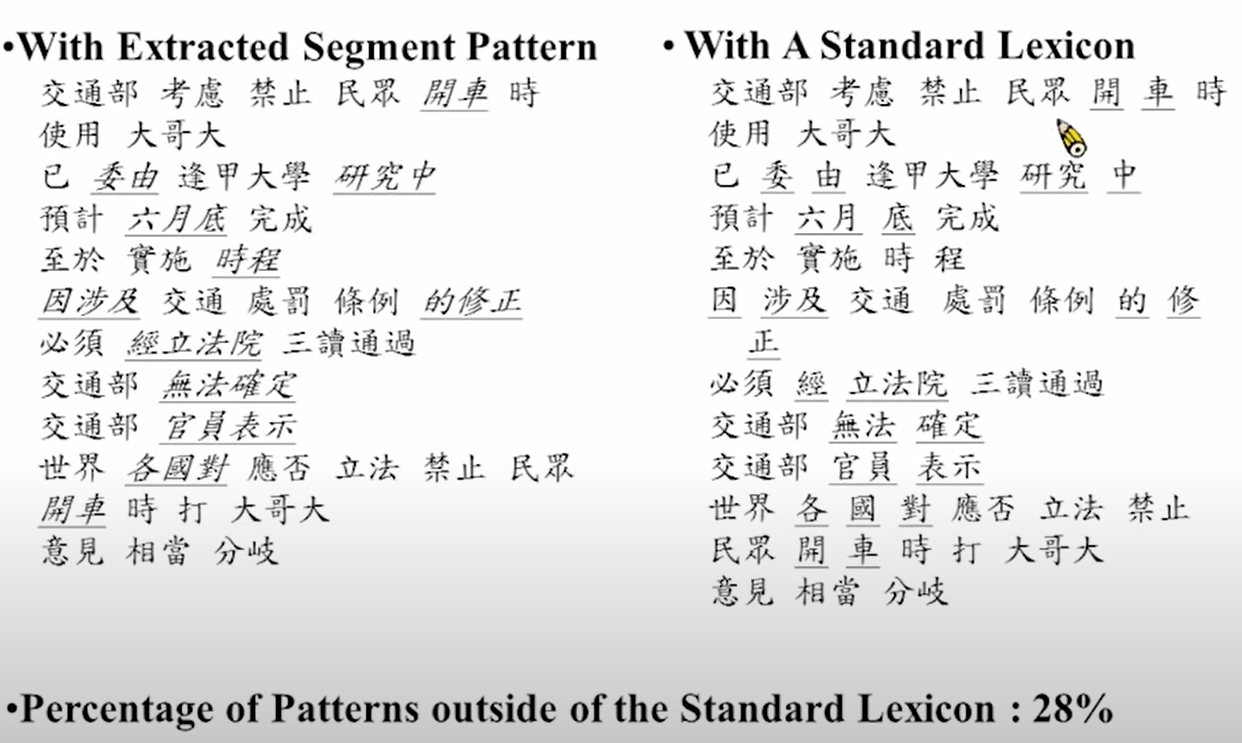 •With Extracted Segment Pattern
交通部 考慮 禁止 民眾 開車 時
使用 大哥大
已 委由 逢甲大學 研究中
預計 六月底 完成
至於 實施 時程
因涉及 交通 處罰 條例 的修正
必須 經立法院 三讀通過
交通部 無法確定
交通部 官員表示
世界 各國對 應否 立法 禁止 民眾
開車 時 打 大哥大
意見 相當 分岐
• With A Standard Lexicon
交通部 考慮 禁止 民眾 開 車 時
使用 大哥大
已 委 由 逢甲大學 研究 中
預計 六月 底 完成
至於 實施 時 程
因 涉及 交通 處罰 條例 的 修
正
必須 經 立法院 三讀通過
交通部 無法 確定
交通部 官員 表示
世界 各 國 對 應否 立法 禁止
民眾 開 車 時 打 大哥大
意見 相當 分岐
•Percentage of Patterns outside of the Standard Lexicon : 28%